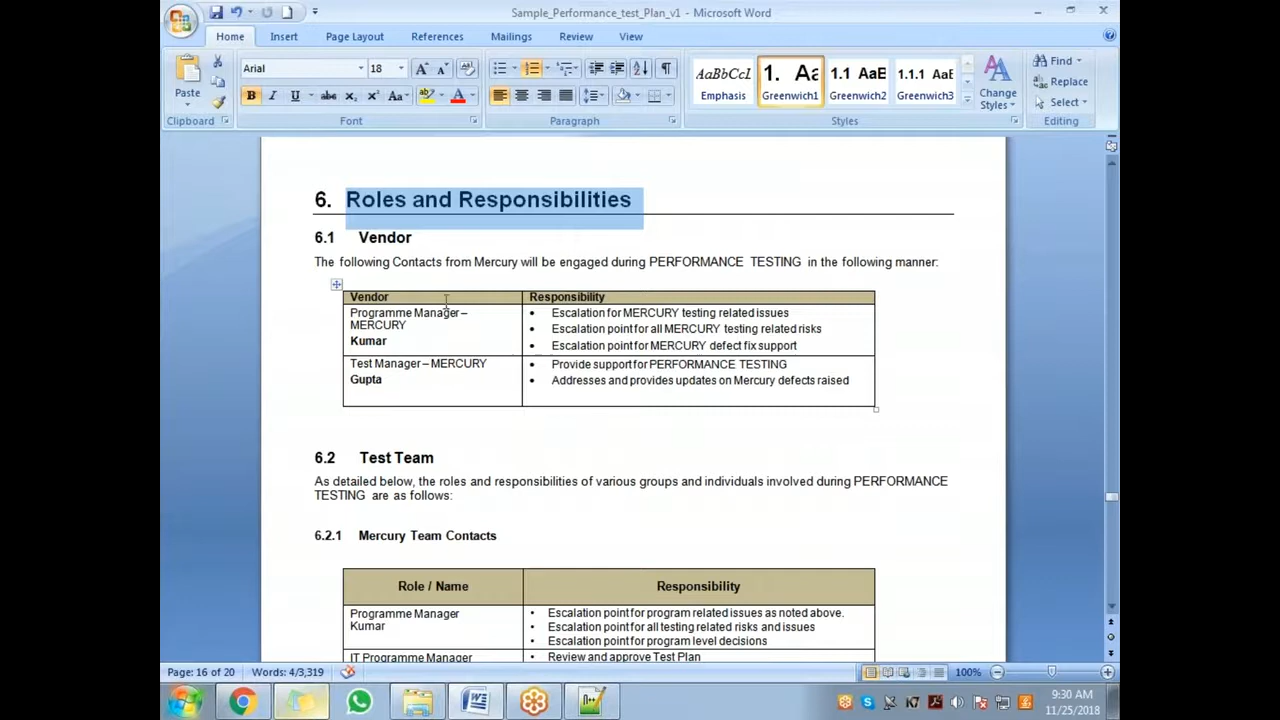 Sample_Performance_test_Plan_v1 - Microsoft Word
Home Insert Page Layout References Mailings Review View
Paste
Clipboard
Arial 18
Font
Paragraph
AaBbCcI 1. Aa 1.1 AaB 1.1.1 AaB
Emphasis Greenwich1 Greenwich2 Greenwich3
Change Styles
Styles
Find
Replace
Select
Editing
6. Roles and Responsibilities
6.1 Vendor
The following Contacts from Mercury will be engaged during PERFORMANCE TESTING in the following manner:
Vendor Responsibility
Programme Manager – • Escalation for MERCURY testing related issues
MERCURY • Escalation point for all MERCURY testing related risks
Kumar • Escalation point for MERCURY defect fix support
Test Manager – MERCURY • Provide support for PERFORMANCE TESTING
Gupta • Addresses and provides updates on Mercury defects raised
6.2 Test Team
As detailed below, the roles and responsibilities of various groups and individuals involved during PERFORMANCE
TESTING are as follows:
6.2.1 Mercury Team Contacts
Role / Name Responsibility
Programme Manager • Escalation point for program related issues as noted above.
Kumar • Escalation point for all testing related risks and issues
• Escalation point for program level decisions
IT Programme Manager • Review and approve Test Plan
Page: 16 of 20 Words: 4/3,319 100%
9:30 AM
11/25/2018